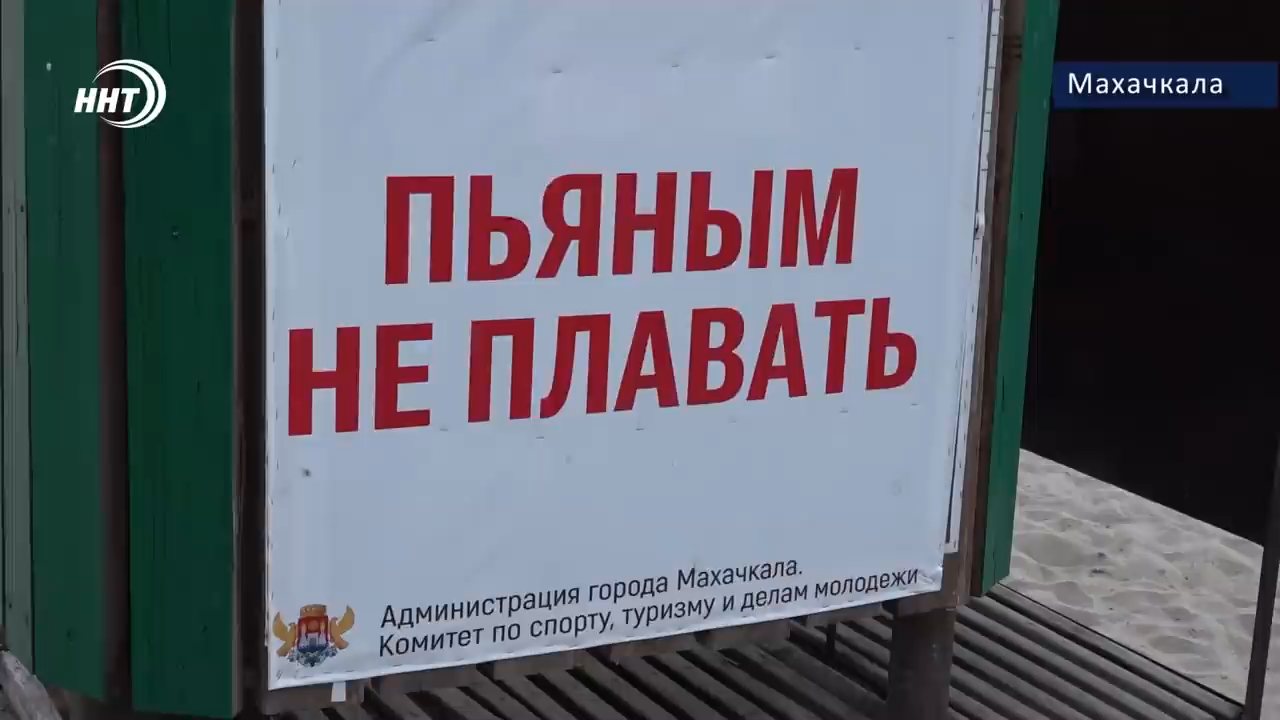 ННТ
Махачкала
ПЬЯНЫМ
НЕ ПЛАВАТЬ
Администрация города Махачкала.
Комитет по спорту, туризму и делам молодежи